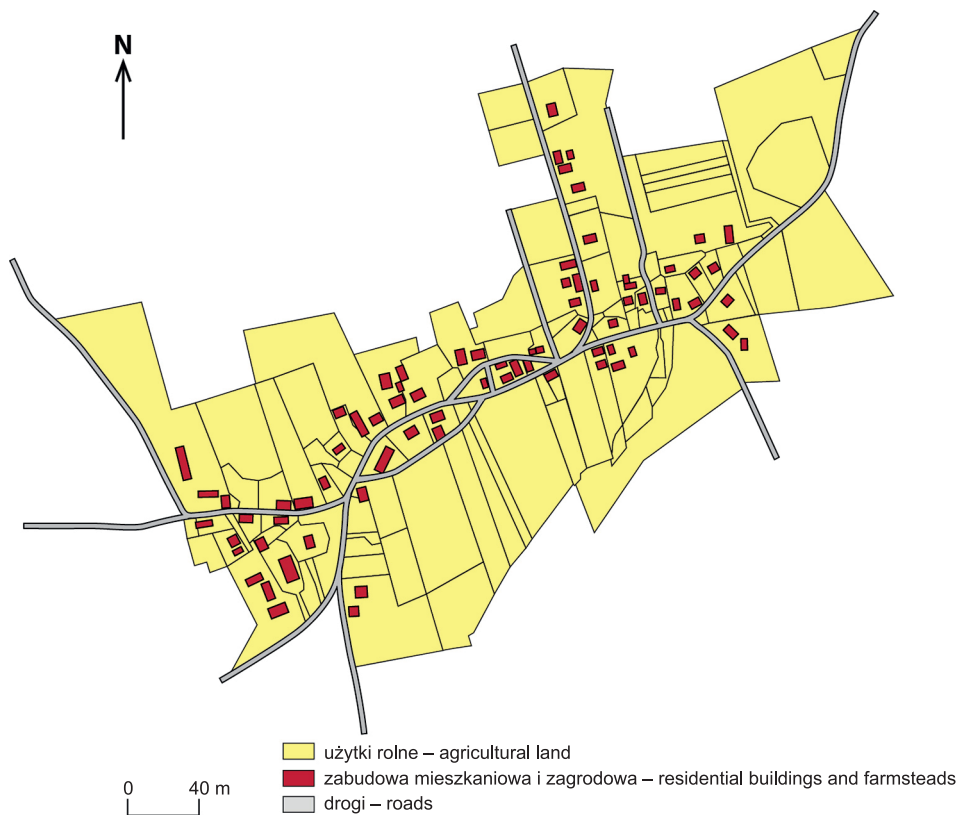 N
użytki rolne – agricultural land
zabudowa mieszkaniowa i zagrodowa – residential buildings and farmsteads
0 40 m
drogi – roads